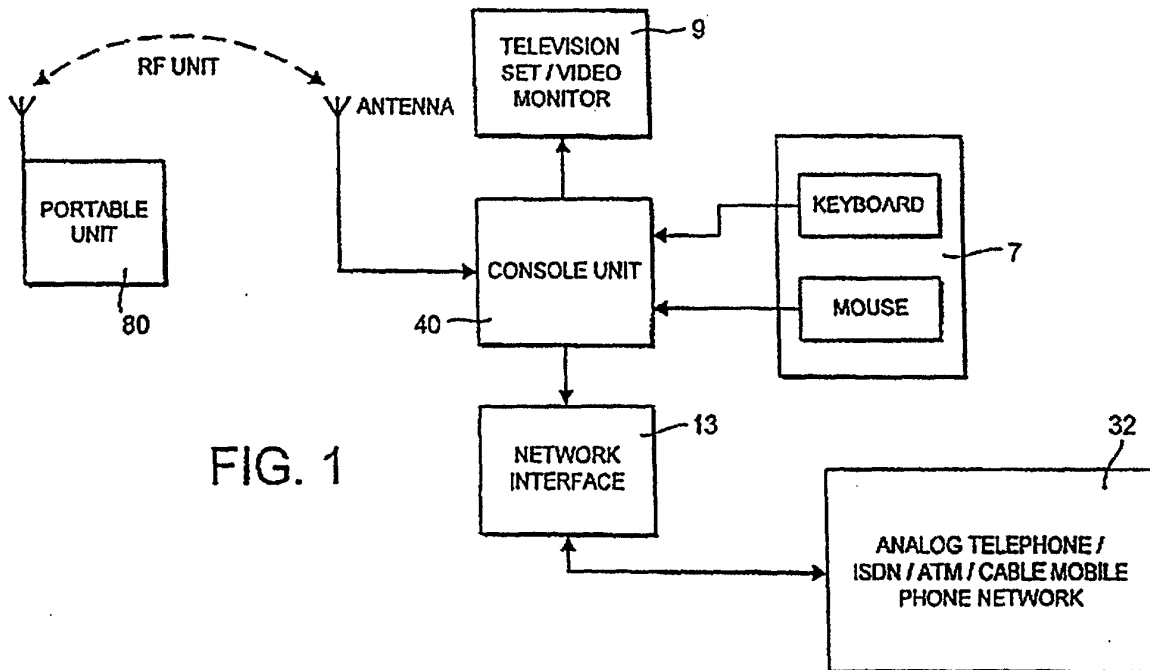 9
TELEVISION
SET / VIDEO
MONITOR
RF UNIT
ANTENNA
PORTABLE
UNIT
80
CONSOLE UNIT
40
KEYBOARD
7
MOUSE
13
NETWORK
INTERFACE
FIG. 1
32
ANALOG TELEPHONE /
ISDN / ATM / CABLE MOBILE
PHONE NETWORK